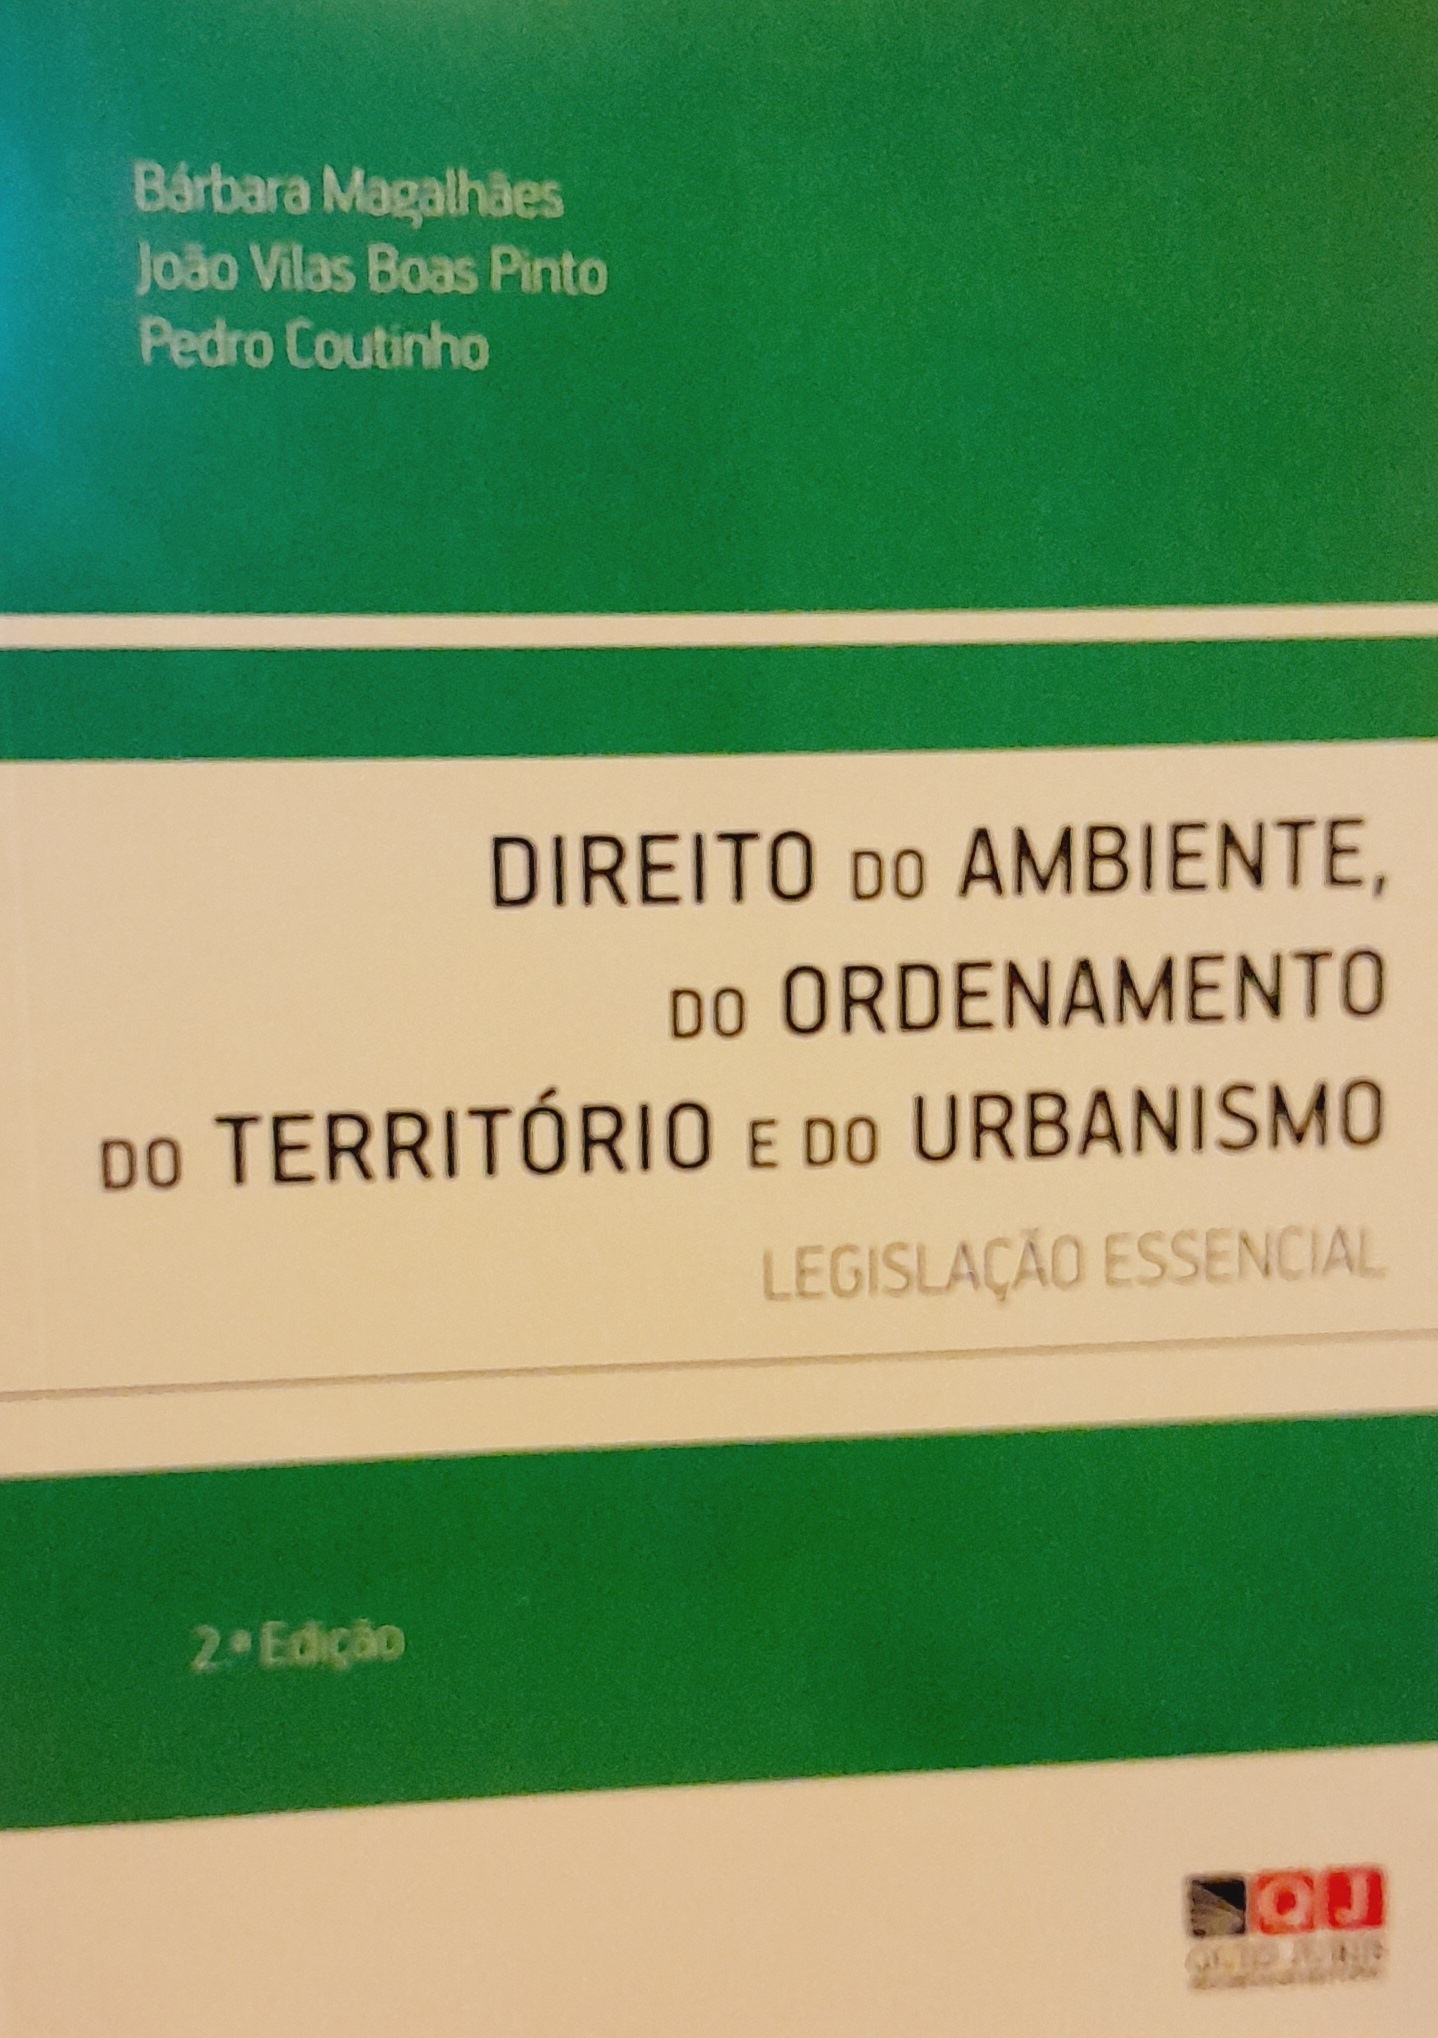 Bárbara Magalhães
João Vilas Boas Pinto
Pedro Coutinho
DIREITO DO AMBIENTE,
DO ORDENAMENTO
DO TERRITÓRIO E DO URBANISMO
LEGISLAÇÃO ESSENCIAL
2.ª Edição
QJ